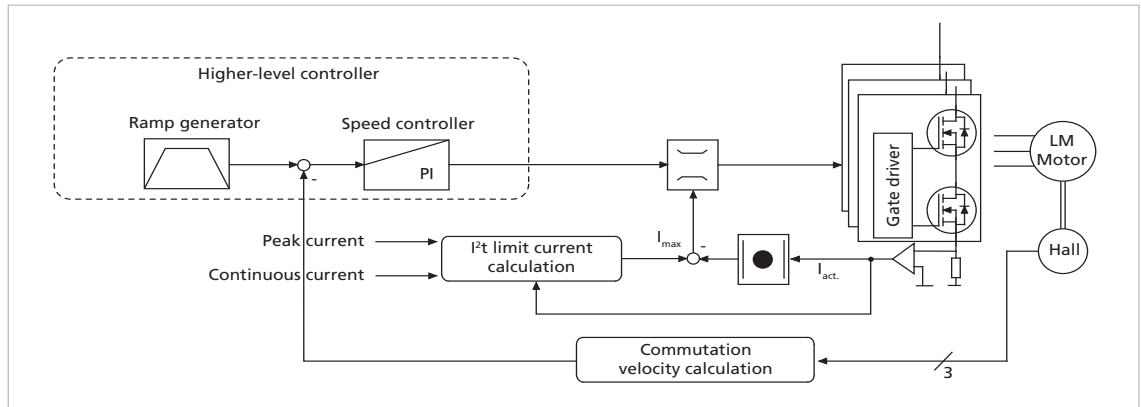 Higher-level controller
Ramp generator
Speed controller
PI
Gate driver
LM
Motor
Hall
Peak current
Continuous current
I²t limit current
calculation
Imax
-
Iact.
-
Commutation
velocity calculation
3